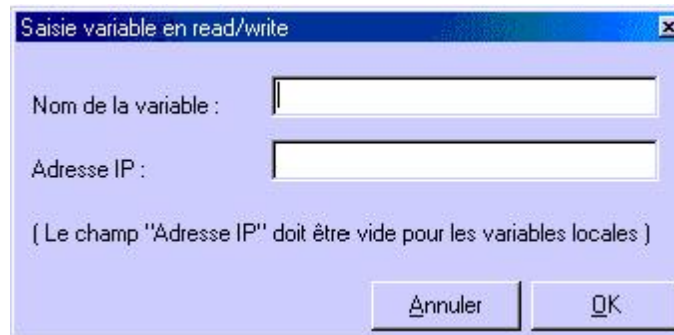 Saisie variable en read/write
Nom de la variable :
Adresse IP :
( Le champ "Adresse IP" doit être vide pour les variables locales )
Annuler OK